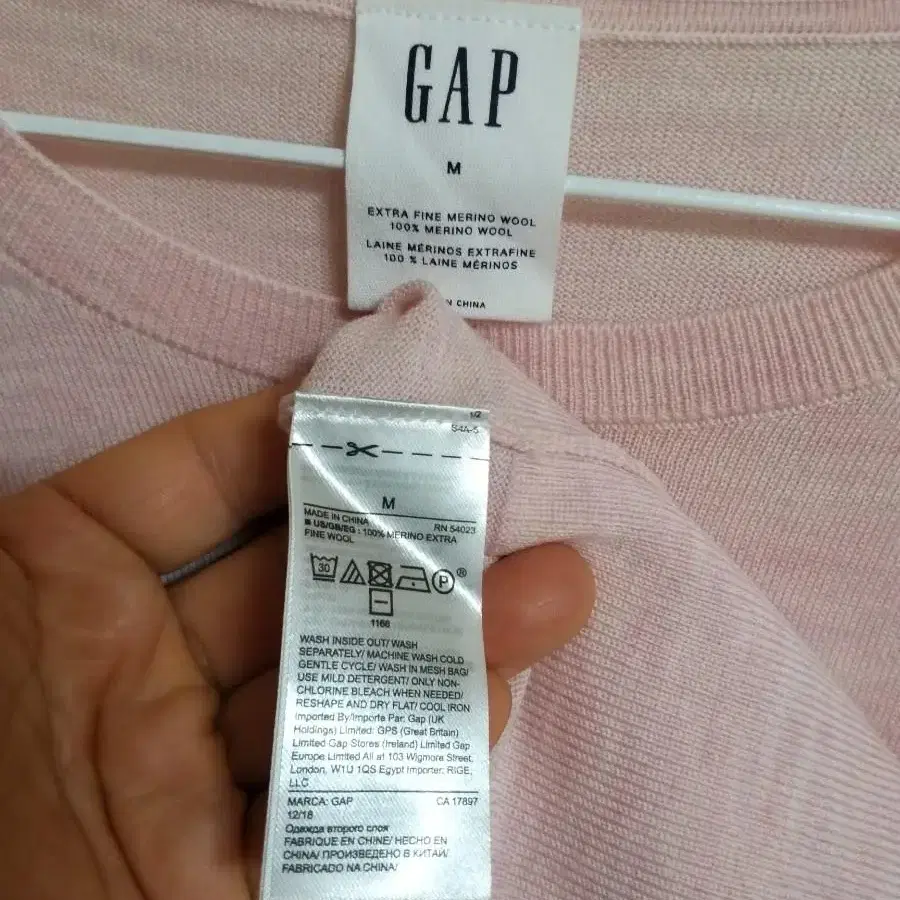 GAP
M
EXTRA FINE MERINO WOOL
100% MERINO WOOL
LAINE MÉRINOS EXTRAFINE
100 % LAINE MÉRINOS
CHINA
M
MADE IN CHINA
RN 54023
US/GB/EG : 100% MERINO EXTRA
FINE WOOL
30
P
®
1166
WASH INSIDE OUT/ WASH
SEPARATELY/ MACHINE WASH COLD
GENTLE CYCLE/ WASH IN MESH BAG/
USE MILD DETERGENT/ ONLY NON-
CHLORINE BLEACH WHEN NEEDED/
RESHAPE AND DRY FLAT/ COOL IRON
Imported By/Importe Par: Gap (UK
Holdings) Limited: GPS (Great Britain)
Limited Gap Stores (Ireland) Limited Gap
Europe Limited All at 103 Wigmore Street,
London, W1U 1QS Egypt Importer: RIGE,
LLC
MARCA: GAP
CA 17897
12/18
Одежда второго слоя
FABRIQUE EN CHINE/ HECHO EN
CHINA/ ПРОИЗВЕДЕНО В КИТАЙ/
FABRICADO NA CHINA/